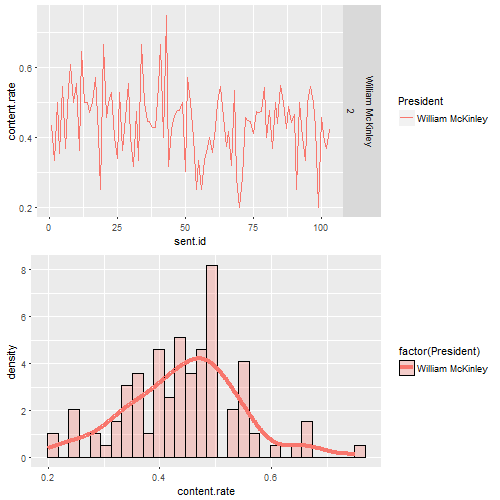 content.rate
0.6
0.4
0.2
0
25
50
75
100
sent.id
William McKinley
2
President
William McKinley
density
8
6
4
2
0
0.2
0.4
0.6
content.rate
factor(President)
William McKinley